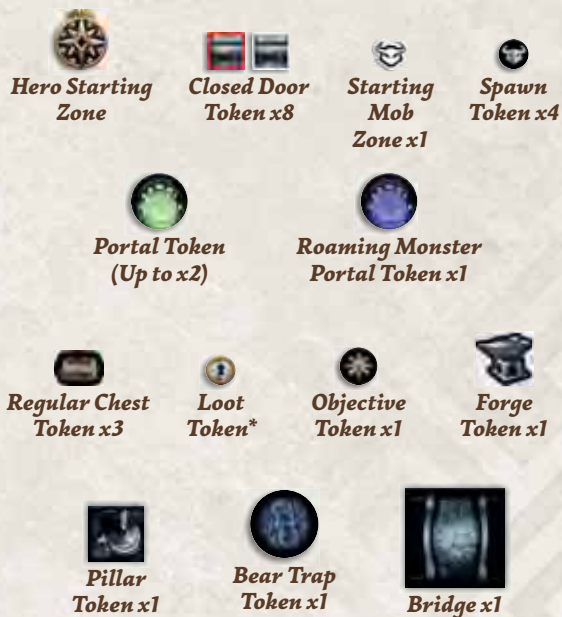 Hero Starting
Zone
Closed Door
Token x8
Starting
Mob
Zone x1
Spawn
Token x4
Portal Token
(Up to x2)
Roaming Monster
Portal Token x1
Regular Chest
Token x3
Loot
Token*
Objective
Token x1
Forge
Token x1
Pillar
Token x1
Bear Trap
Token x1
Bridge x1